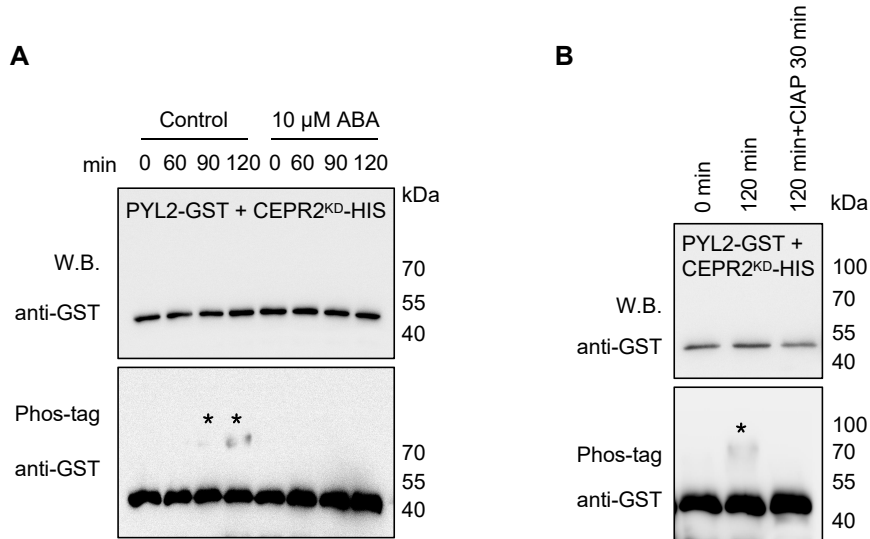 A
Control 10 µM ABA
min 0 60 90 120 0 60 90 120
kDa
PYL2-GST + CEPR2ᴷᴰ-HIS
W.B.
anti-GST
70
55
40
Phos-tag
anti-GST
* *
70
55
40
B
0 min
120 min
120 min+CIAP 30 min
kDa
PYL2-GST +
CEPR2ᴷᴰ-HIS
W.B.
anti-GST
100
70
55
40
Phos-tag
anti-GST
*
100
70
55
40